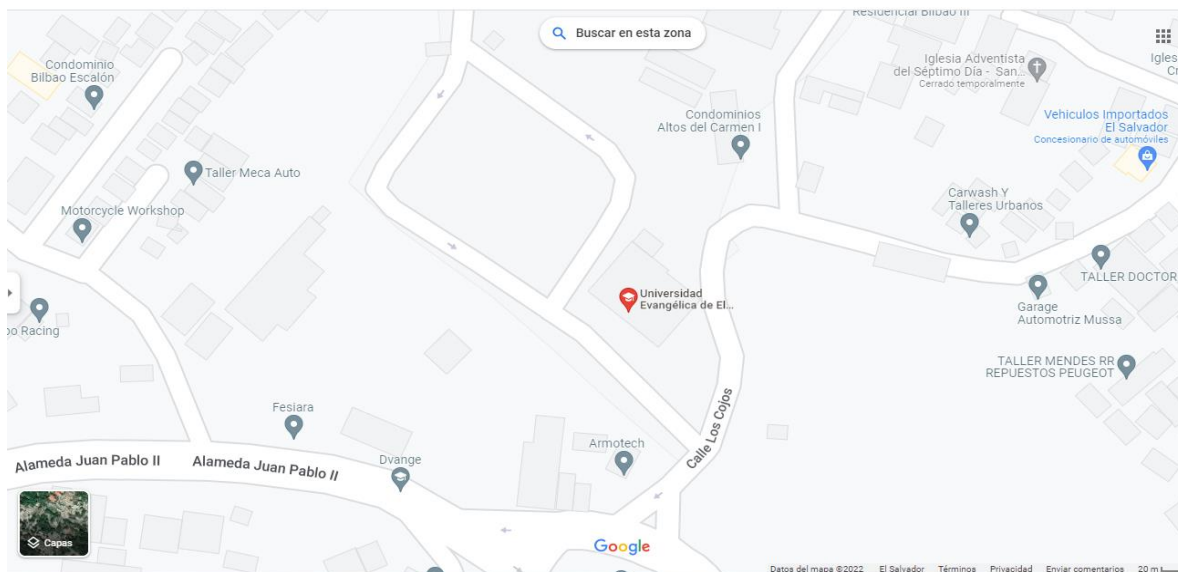 Residencial Bilbao III
Buscar en esta zona
Condominio
Bilbao Escalón
Iglesia Adventista
del Séptimo Día - San...
Cerrado temporalmente
Condominios
Altos del Carmen I
Vehiculos Importados
El Salvador
Concesionario de automóviles
Taller Meca Auto
Motorcycle Workshop
Carwash Y
Talleres Urbanos
TALLER DOCTOR
Universidad
Evangélica de El...
Garage
Automotriz Mussa
Racing
TALLER MENDES RR
REPUESTOS PEUGEOT
Calle Los Cojos
Fesiara
Armotech
Dvange
Alameda Juan Pablo II
Alameda Juan Pablo II
Capas
Google
Datos del mapa ©2022 El Salvador Términos Privacidad Enviar comentarios 20 m